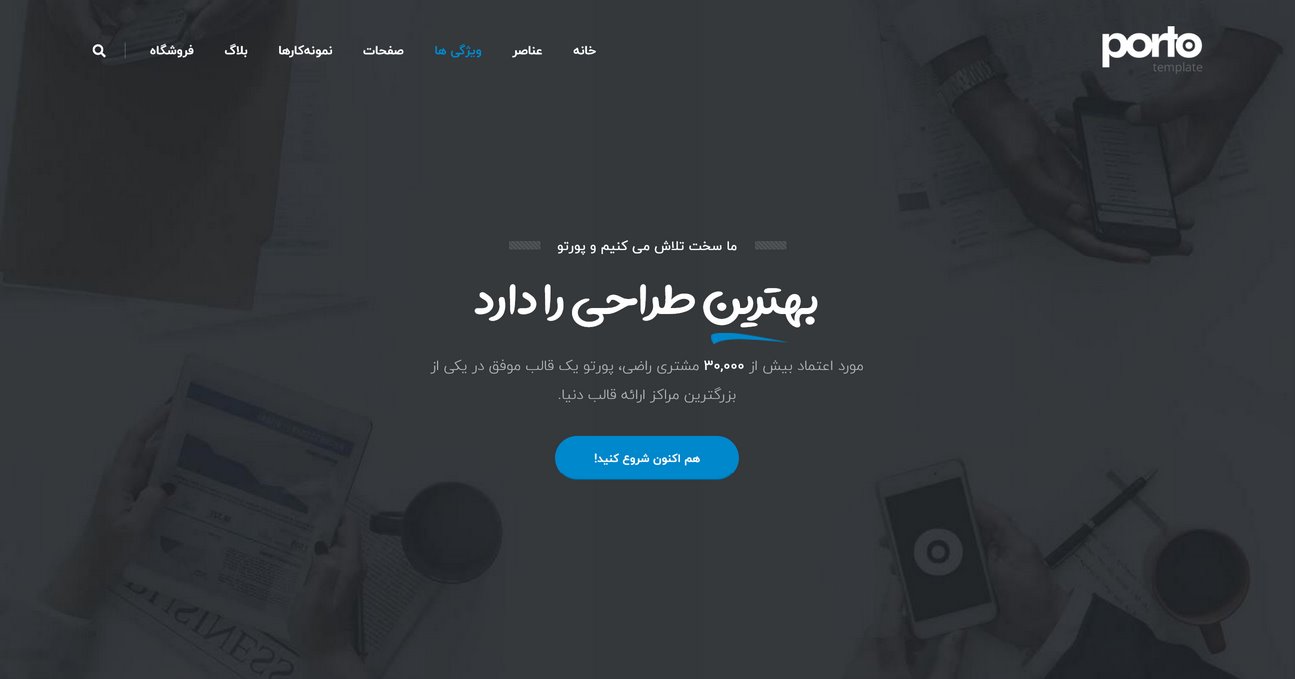 porto
template
خانه
عناصر
ویژگی ها
صفحات
نمونه‌کارها
بلاگ
فروشگاه
ما سخت تلاش می کنیم و پورتو
بهترین طراحی را دارد
مورد اعتماد بیش از ۳۰,۰۰۰ مشتری راضی، پورتو یک قالب موفق در یکی از
بزرگترین مراکز ارائه قالب دنیا.
هم اکنون شروع کنید!